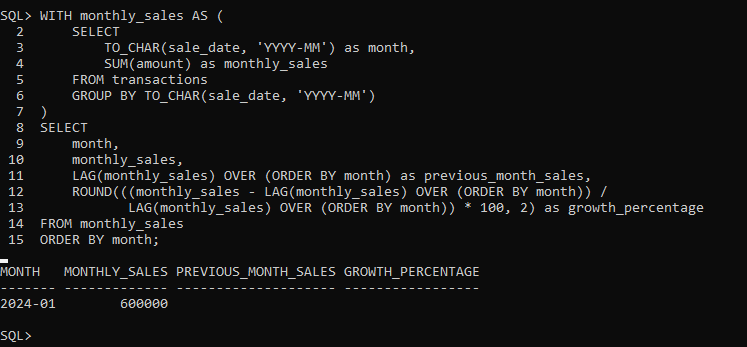 SQL> WITH monthly_sales AS (
  2      SELECT
  3          TO_CHAR(sale_date, 'YYYY-MM') as month,
  4          SUM(amount) as monthly_sales
  5      FROM transactions
  6      GROUP BY TO_CHAR(sale_date, 'YYYY-MM')
  7  )
  8  SELECT
  9      month,
 10      monthly_sales,
 11      LAG(monthly_sales) OVER (ORDER BY month) as previous_month_sales,
 12      ROUND(((monthly_sales - LAG(monthly_sales) OVER (ORDER BY month)) /
 13             LAG(monthly_sales) OVER (ORDER BY month)) * 100, 2) as growth_percentage
 14  FROM monthly_sales
 15  ORDER BY month;
MONTH   MONTHLY_SALES PREVIOUS_MONTH_SALES GROWTH_PERCENTAGE
------- ------------- -------------------- -----------------
2024-01        600000
SQL>